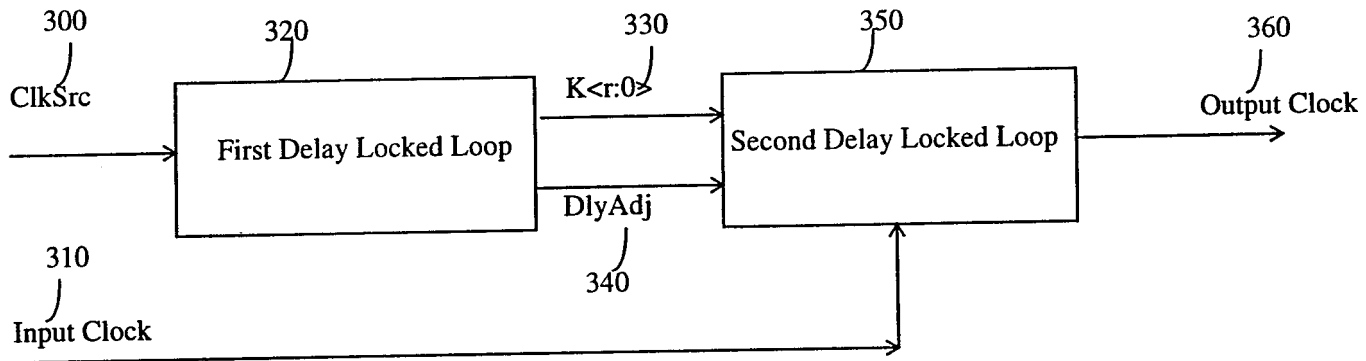 300
320
330
350
360
ClkSrc
K<r:0>
Output Clock
First Delay Locked Loop
Second Delay Locked Loop
DlyAdj
310
340
Input Clock